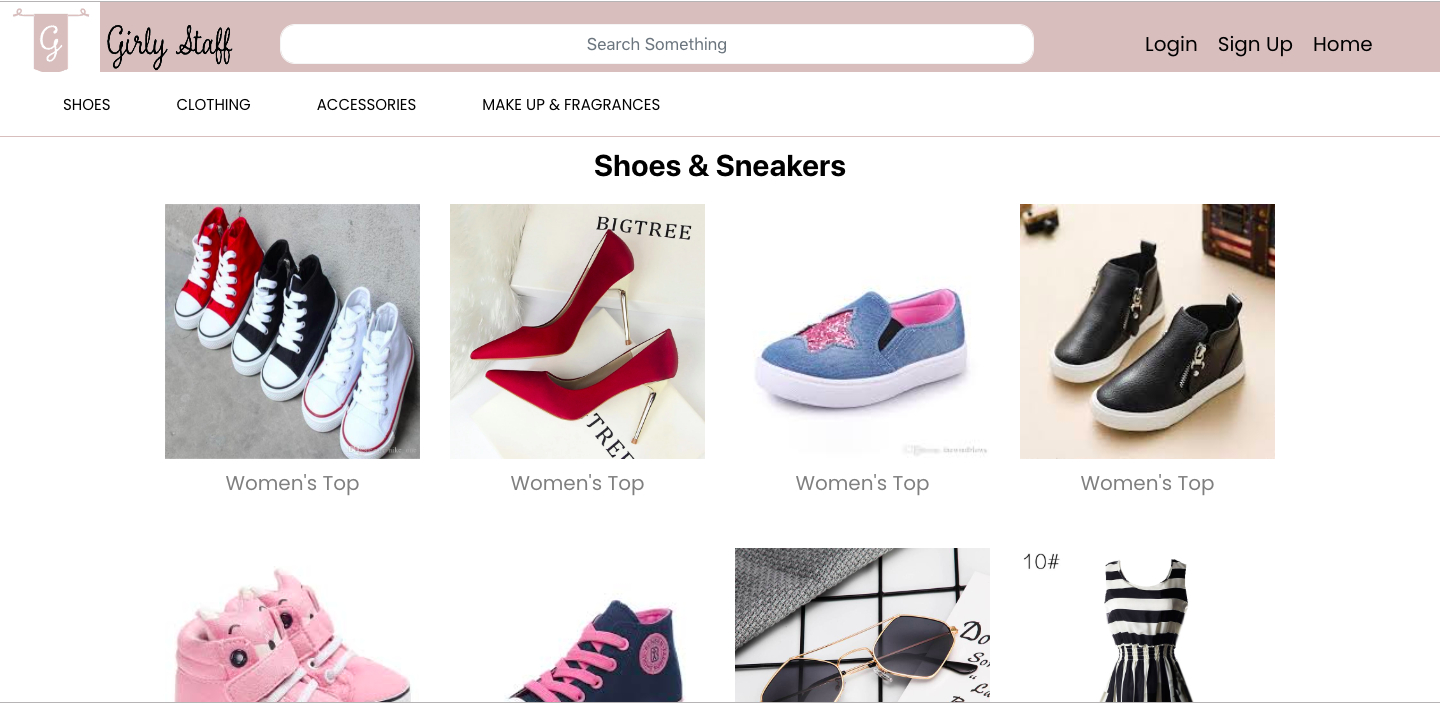 G
Girly Staff
Search Something
Login Sign Up Home
SHOES CLOTHING ACCESSORIES MAKE UP & FRAGRANCES
Shoes & Sneakers
BIGTREE
TREE
Women's Top Women's Top Women's Top Women's Top
10#
Do